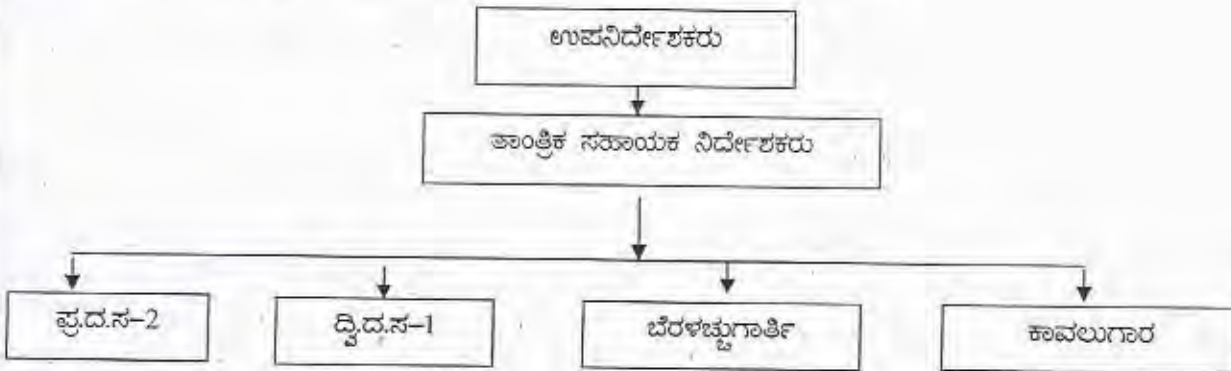 ಉಪನಿರ್ದೇಶಕರು
ತಾಂತ್ರಿಕ ಸಹಾಯಕ ನಿರ್ದೇಶಕರು
ಪ್ರ.ದ.ಸ–2
ದ್ವಿ.ದ.ಸ–1
ಬೆರಳಚ್ಚುಗಾರ್ತಿ
ಕಾವಲುಗಾರ